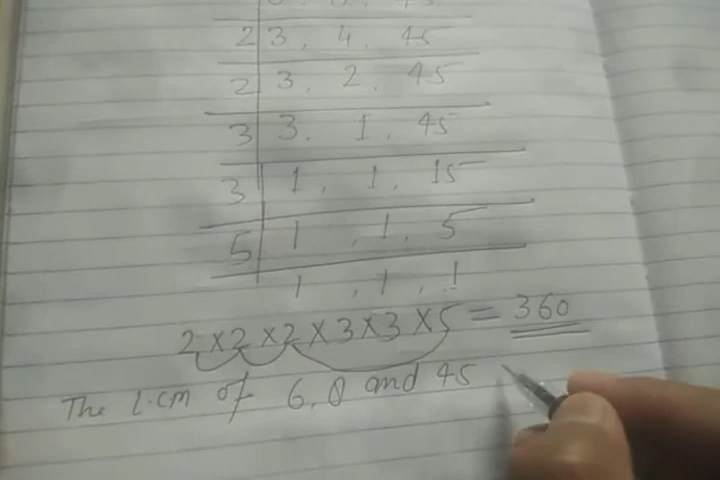 2 3, 4, 45
2 3, 2, 45
3 3, 1, 45
3 1, 1, 15
5 1, 1, 5
1, 1, 1
2×2×2×3×3×5 = 360
The L.CM of 6, 8 and 45